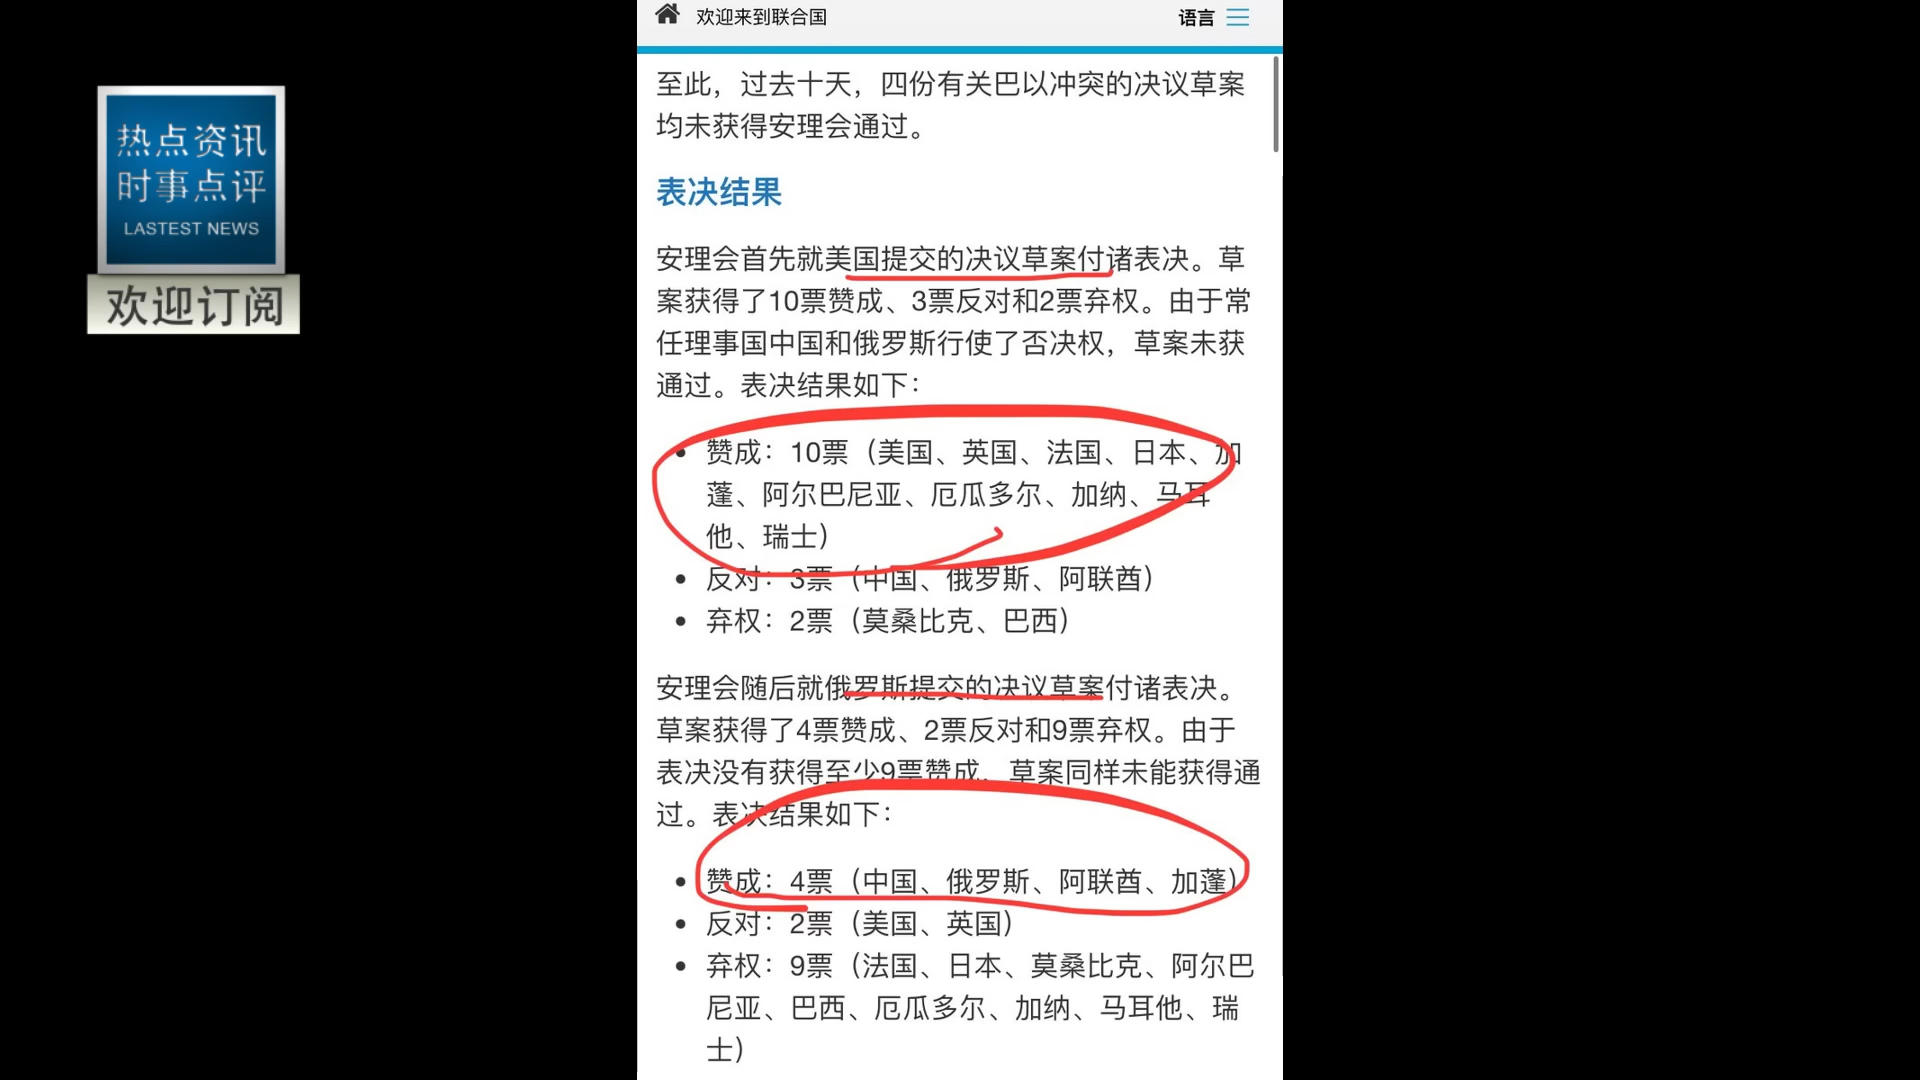 热点资讯
时事点评
LASTEST NEWS
欢迎订阅
欢迎来到联合国
语言
至此，过去十天，四份有关巴以冲突的决议草案
均未获得安理会通过。
表决结果
安理会首先就美国提交的决议草案付诸表决。草
案获得了10票赞成、3票反对和2票弃权。由于常
任理事国中国和俄罗斯行使了否决权，草案未获
通过。表决结果如下：
赞成：10票（美国、英国、法国、日本、加
蓬、阿尔巴尼亚、厄瓜多尔、加纳、马耳
他、瑞士）
反对：3票（中国、俄罗斯、阿联酋）
弃权：2票（莫桑比克、巴西）
安理会随后就俄罗斯提交的决议草案付诸表决。
草案获得了4票赞成、2票反对和9票弃权。由于
表决没有获得至少9票赞成，草案同样未能获得通
过。表决结果如下：
赞成：4票（中国、俄罗斯、阿联酋、加蓬）
反对：2票（美国、英国）
弃权：9票（法国、日本、莫桑比克、阿尔巴
尼亚、巴西、厄瓜多尔、加纳、马耳他、瑞
士）